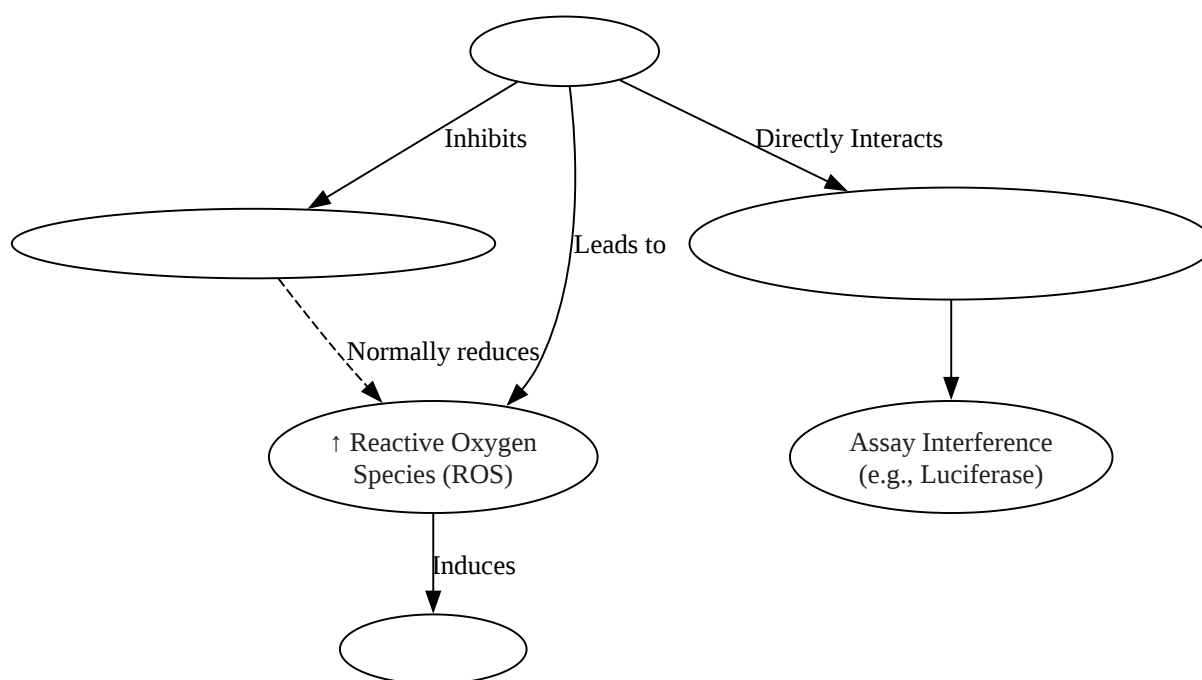 Inhibits
Directly Interacts
Leads to
Normally reduces
↑ Reactive Oxygen
Species (ROS)
Assay Interference
(e.g., Luciferase)
Induces